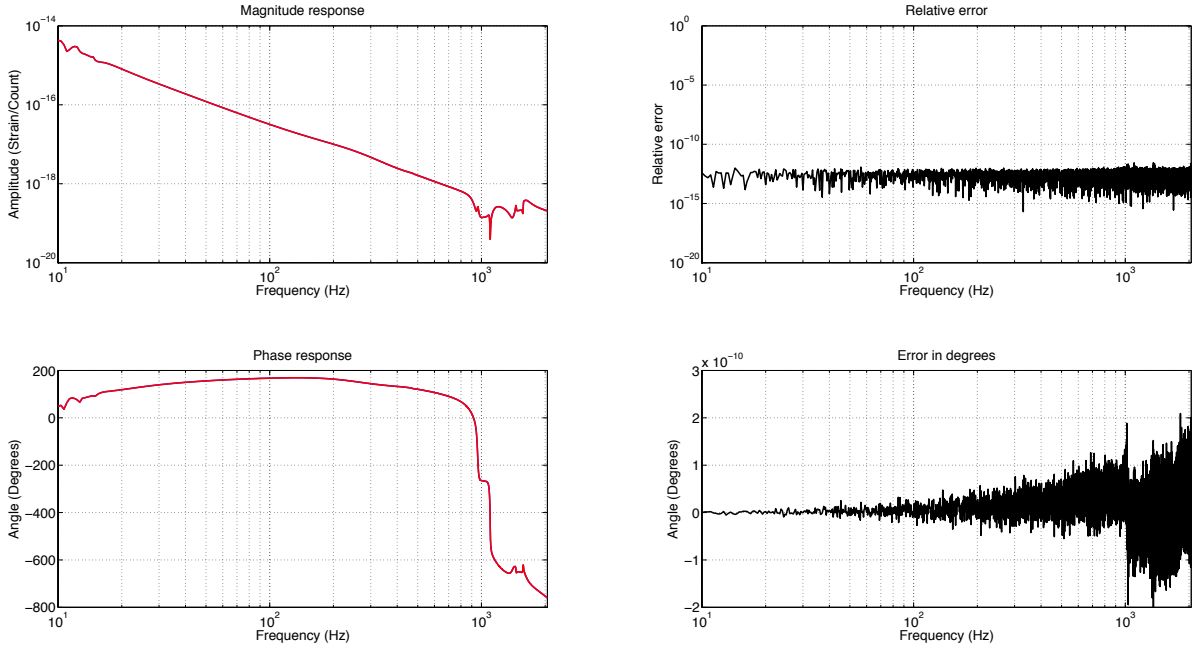 Magnitude response
10^-14
10^-16
10^-18
10^-20
Amplitude (Strain/Count)
10^1
10^2
10^3
Frequency (Hz)
Relative error
10^0
10^-5
10^-10
10^-15
10^-20
Relative error
10^1
10^2
10^3
Frequency (Hz)
Phase response
200
0
−200
−400
−600
−800
Angle (Degrees)
10^1
10^2
10^3
Frequency (Hz)
Error in degrees
x 10^-10
3
2
1
0
−1
−2
Angle (Degrees)
10^1
10^2
10^3
Frequency (Hz)